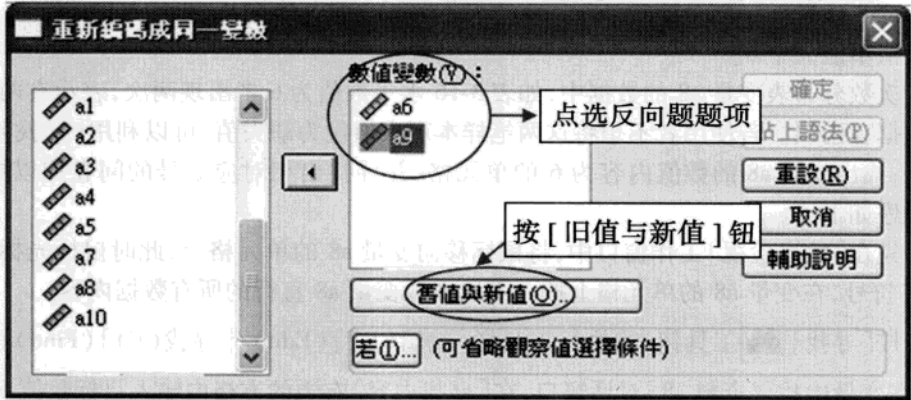 重新編碼成同一變數
數值變數(V)：
a1
a2
a3
a4
a5
a7
a8
a10
a6
a9
点选反向题题项
確定
貼上語法(P)
重設(R)
取消
輔助說明
按 [ 旧值与新值 ] 钮
舊值與新值(O)...
若(I)... (可省略觀察值選擇條件)